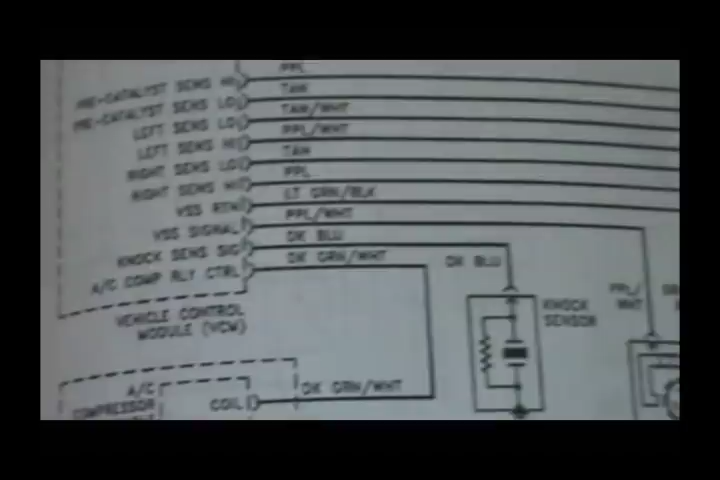 PPL
PRE-CATALYST SENS HI
TAN
PRE-CATALYST SENS LO
TAN/WHT
LEFT SENS LO
PPL/WHT
LEFT SENS HI
TAN
RIGHT SENS LO
PPL
RIGHT SENS HI
LT GRN/BLK
VSS RTN
PPL/WHT
VSS SIGNAL
DK BLU
KNOCK SENS SIG
DK GRN/WHT
A/C COMP RLY CTRL
DK BLU
VEHICLE CONTROL
MODULE (VCM)
KNOCK
SENSOR
PPL/
WHT
A/C
COMPRESSOR
COIL
DK GRN/WHT